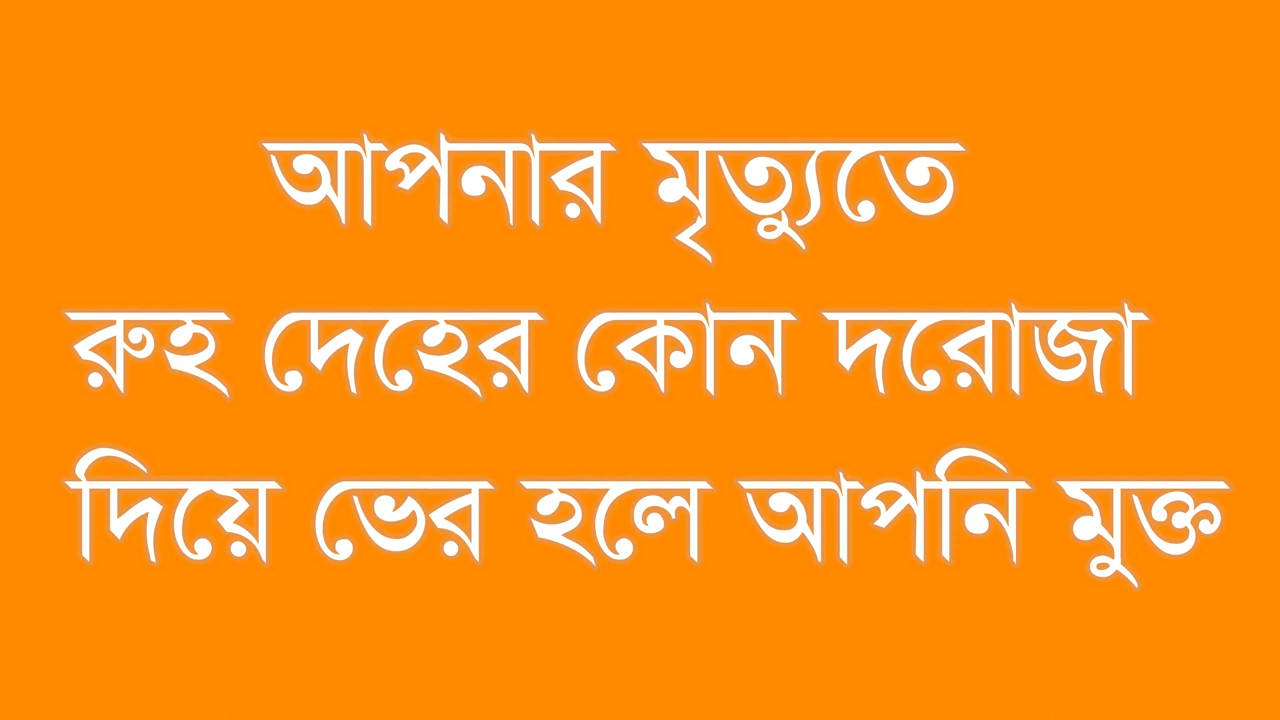 আপনার মৃত্যুতে
রুহ দেহের কোন দরোজা
দিয়ে ভের হলে আপনি মুক্ত